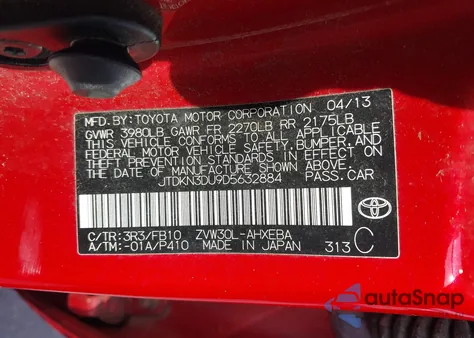 MFD.BY:TOYOTA MOTOR CORPORATION 04/13
GVWR 3980LB GAWR FR 2270LB RR 2175LB
THIS VEHICLE CONFORMS TO ALL APPLICABLE
FEDERAL MOTOR VEHICLE SAFETY, BUMPER, AND
THEFT PREVENTION STANDARDS IN EFFECT ON
THE DATE OF MANUFACTURE SHOWN ABOVE.
JTDKN3DU9D5632884 PASS.CAR
C/TR:3R3/FB10 ZVW30L-AHXEBA
A/TM:-01A/P410 MADE IN JAPAN 313 C
TOYOTA
autaSnap